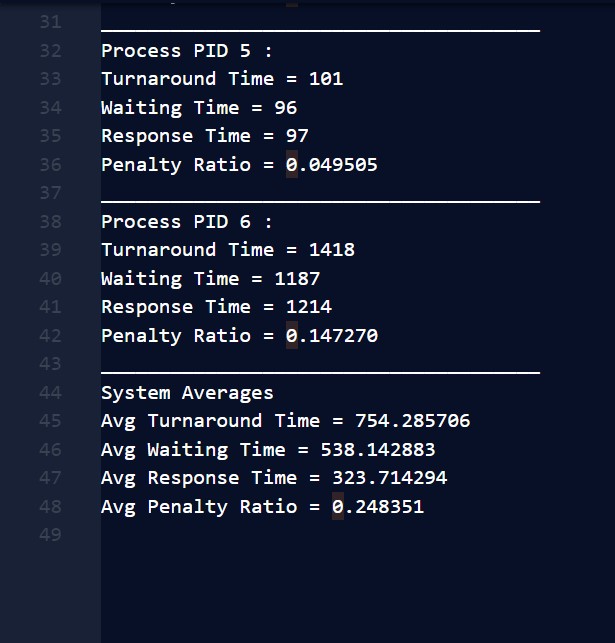 31
32 Process PID 5 :
33 Turnaround Time = 101
34 Waiting Time = 96
35 Response Time = 97
36 Penalty Ratio = 0.049505
37
38 Process PID 6 :
39 Turnaround Time = 1418
40 Waiting Time = 1187
41 Response Time = 1214
42 Penalty Ratio = 0.147270
43
44 System Averages
45 Avg Turnaround Time = 754.285706
46 Avg Waiting Time = 538.142883
47 Avg Response Time = 323.714294
48 Avg Penalty Ratio = 0.248351
49